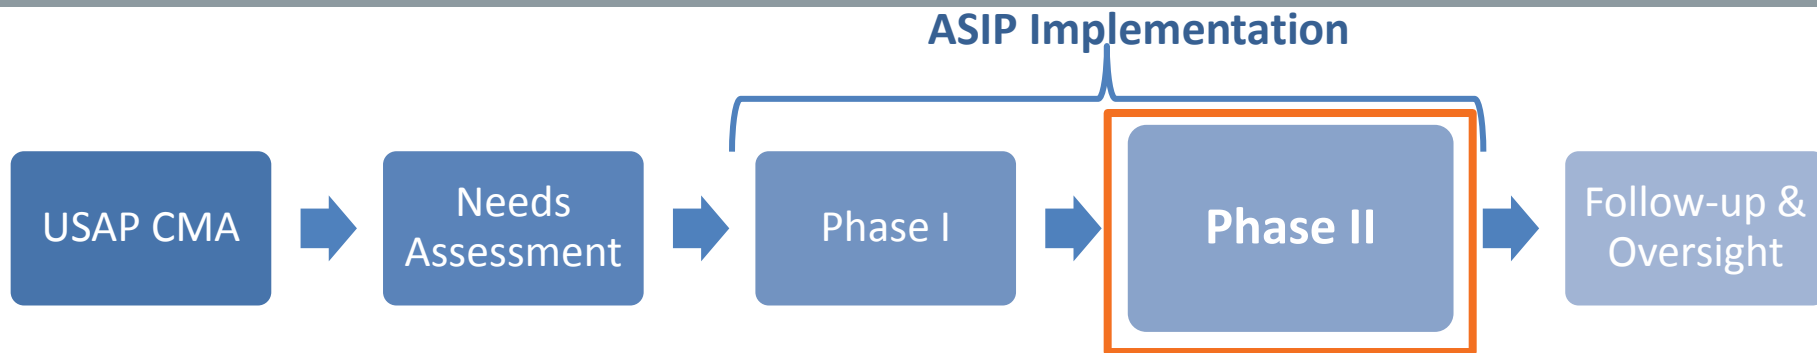 ASIP Implementation
USAP CMA
Needs
Assessment
Phase I
Phase II
Follow-up &
Oversight